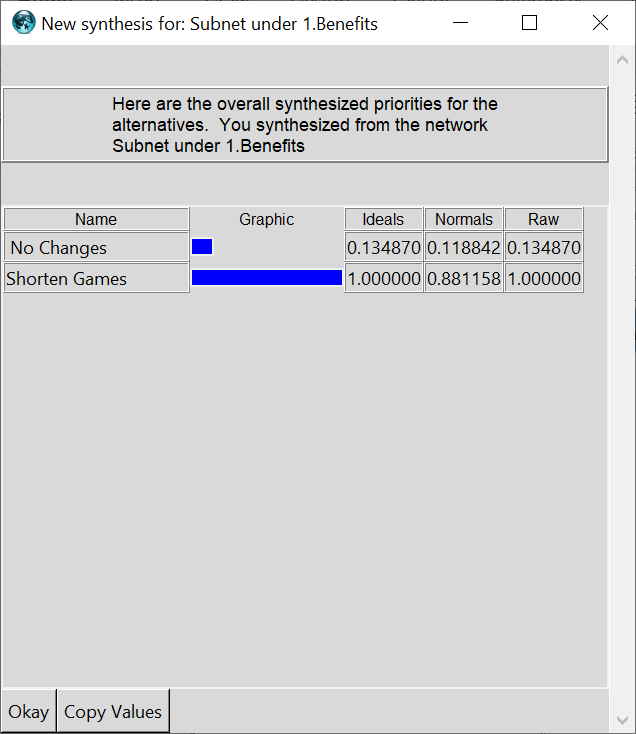 New synthesis for: Subnet under 1.Benefits
Here are the overall synthesized priorities for the
alternatives.  You synthesized from the network
Subnet under 1.Benefits
Name Graphic Ideals Normals Raw
No Changes 0.134870 0.118842 0.134870
Shorten Games 1.000000 0.881158 1.000000
Okay Copy Values